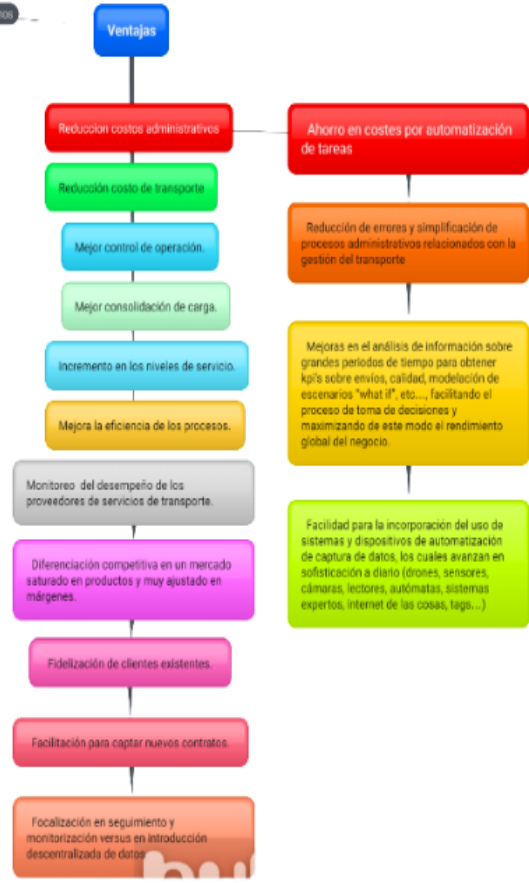 Ventajas
Reduccion costos administrativos
Reducción costo de transporte
Mejor control de operación.
Mejor consolidación de carga.
Incremento en los niveles de servicio.
Mejora la eficiencia de los procesos.
Monitoreo del desempeño de los
proveedores de servicios de transporte.
Diferenciación competitiva en un mercado
saturado en productos y muy ajustado en
márgenes.
Fidelización de clientes existentes.
Facilitación para captar nuevos contratos.
Focalización en seguimiento y
monitorización versus en introducción
descentralizada de datos
Ahorro en costes por automatización
de tareas
Reducción de errores y simplificación de
procesos administrativos relacionados con la
gestión del transporte
Mejoras en el análisis de información sobre
grandes periodos de tiempo para obtener
kpi's sobre envíos, calidad, modelación de
escenarios "what if", etc..., facilitando el
proceso de toma de decisiones y
maximizando de este modo el rendimiento
global del negocio.
Facilidad para la incorporación del uso de
sistemas y dispositivos de automatización
de captura de datos, los cuales avanzan en
sofisticación a diario (drones, sensores,
cámaras, lectores, autómatas, sistemas
expertos, internet de las cosas, tags...)